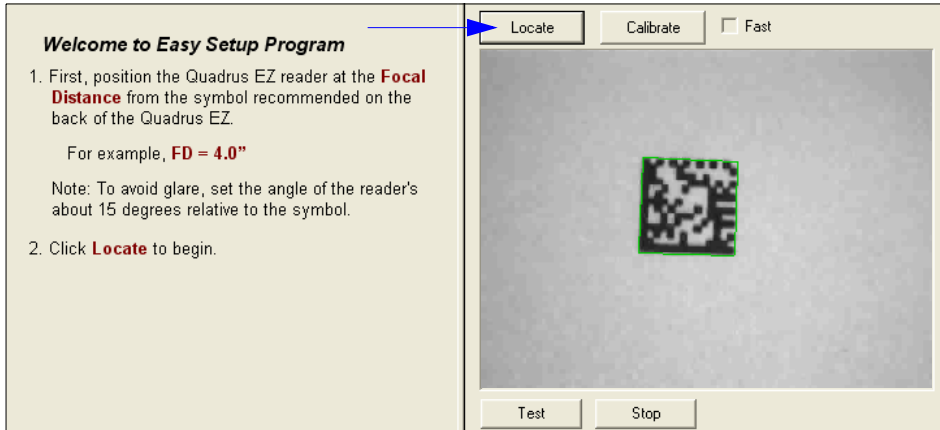 Welcome to Easy Setup Program
1. First, position the Quadrus EZ reader at the Focal
Distance from the symbol recommended on the
back of the Quadrus EZ.
For example, FD = 4.0”
Note: To avoid glare, set the angle of the reader's
about 15 degrees relative to the symbol.
2. Click Locate to begin.
Locate
Calibrate
Fast
Test
Stop